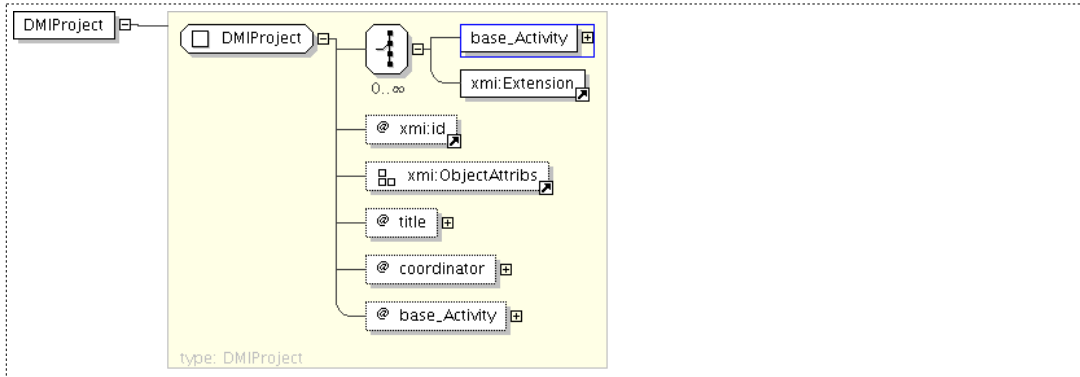 DMIProject
DMIProject
base_Activity
xmi:Extension
0..∞
@ xmi:id
xmi:ObjectAttribs
@ title
@ coordinator
@ base_Activity
type: DMIProject